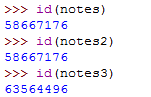 >>> id(notes)
58667176
>>> id(notes2)
58667176
>>> id(notes3)
63564496